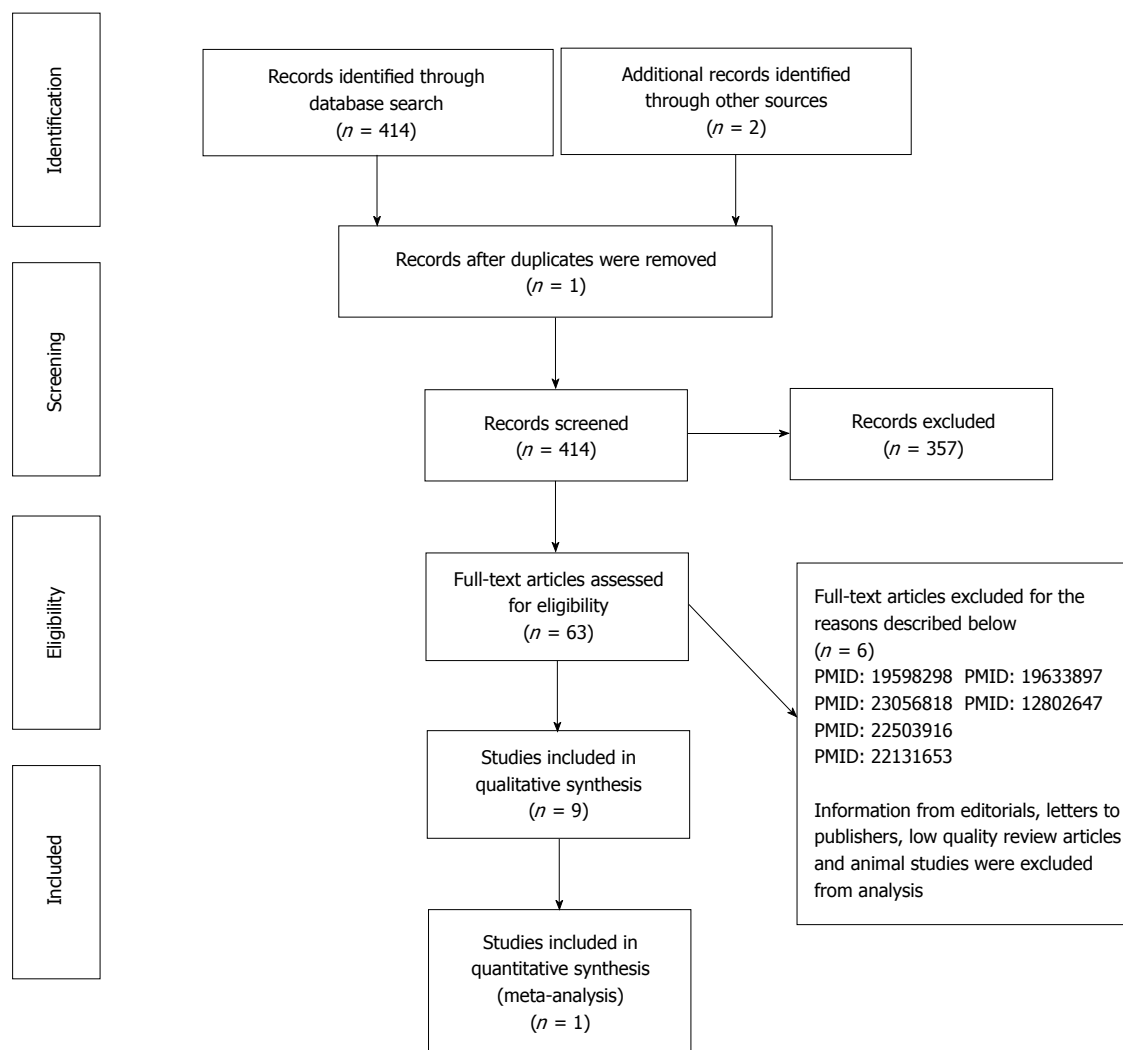 Identification
Records identified through
database search
(n = 414)
Additional records identified
through other sources
(n = 2)
Records after duplicates were removed
(n = 1)
Screening
Records screened
(n = 414)
Records excluded
(n = 357)
Eligibility
Full-text articles assessed
for eligibility
(n = 63)
Full-text articles excluded for the
reasons described below
(n = 6)
PMID: 19598298 PMID: 19633897
PMID: 23056818 PMID: 12802647
PMID: 22503916
PMID: 22131653
Information from editorials, letters to
publishers, low quality review articles
and animal studies were excluded
from analysis
Included
Studies included in
qualitative synthesis
(n = 9)
Studies included in
quantitative synthesis
(meta-analysis)
(n = 1)